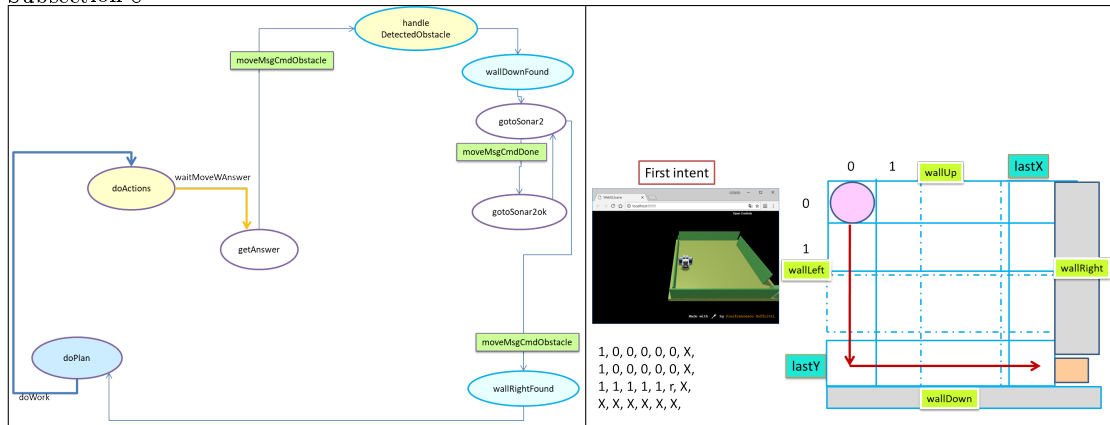 Subsection 6
handle
DetectedObstacle
moveMsgCmdObstacle
wallDownFound
gotoSonar2
moveMsgCmdDone
waitMoveWAnswer
doActions
gotoSonar2ok
getAnswer
moveMsgCmdObstacle
doPlan
wallRightFound
doWork
First intent
0 1 wallUp lastX
0
1
wallLeft
wallRight
lastY
wallDown
1, 0, 0, 0, 0, 0, X,
1, 0, 0, 0, 0, 0, X,
1, 1, 1, 1, 1, r, X,
X, X, X, X, X, X,